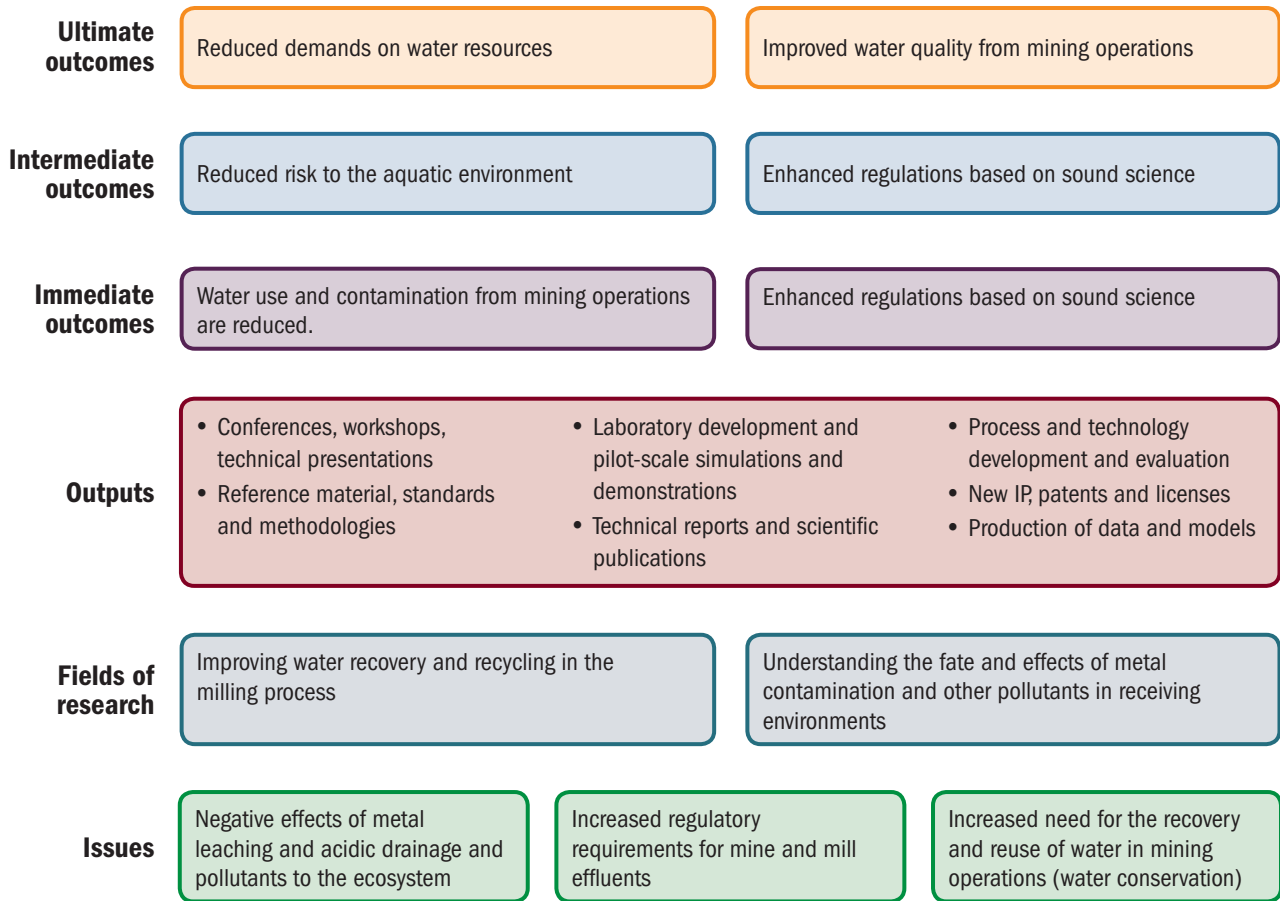 Ultimate
outcomes
Reduced demands on water resources
Improved water quality from mining operations
Intermediate
outcomes
Reduced risk to the aquatic environment
Enhanced regulations based on sound science
Immediate
outcomes
Water use and contamination from mining operations
are reduced.
Enhanced regulations based on sound science
Outputs
• Conferences, workshops,
technical presentations
• Reference material, standards
and methodologies
• Laboratory development and
pilot-scale simulations and
demonstrations
• Technical reports and scientific
publications
• Process and technology
development and evaluation
• New IP, patents and licenses
• Production of data and models
Fields of
research
Improving water recovery and recycling in the
milling process
Understanding the fate and effects of metal
contamination and other pollutants in receiving
environments
Issues
Negative effects of metal
leaching and acidic drainage and
pollutants to the ecosystem
Increased regulatory
requirements for mine and mill
effluents
Increased need for the recovery
and reuse of water in mining
operations (water conservation)